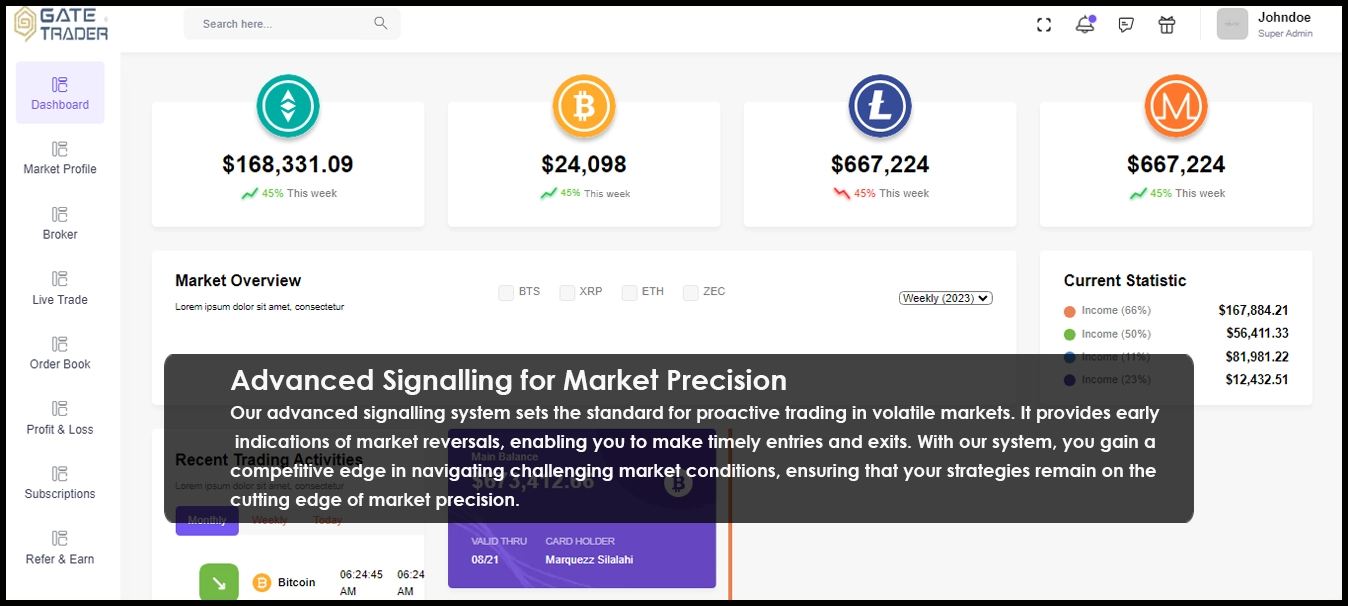 GATE
TRADER
Search here...
Johndoe
Super Admin
Dashboard
Market Profile
Broker
Live Trade
Order Book
Profit & Loss
Subscriptions
Refer & Earn
$168,331.09
45% This week
$24,098
45% This week
$667,224
45% This week
$667,224
45% This week
Market Overview
Lorem ipsum dolor sit amet, consectetur
BTS XRP ETH ZEC
Weekly (2023)
Current Statistic
Income (66%) $167,884.21
Income (50%) $56,411.33
Income (11%) $81,981.22
Income (23%) $12,432.51
Advanced Signalling for Market Precision
Our advanced signalling system sets the standard for proactive trading in volatile markets. It provides early
indications of market reversals, enabling you to make timely entries and exits. With our system, you gain a
competitive edge in navigating challenging market conditions, ensuring that your strategies remain on the
cutting edge of market precision.
Recent Trading Activities
Lorem ipsum dolor sit amet, consectetur
Monthly Weekly Today
Bitcoin
06:24:45
AM
06:24
AM
Main Balance
VALID THRU CARD HOLDER
08/21 Marquezz Silalahi